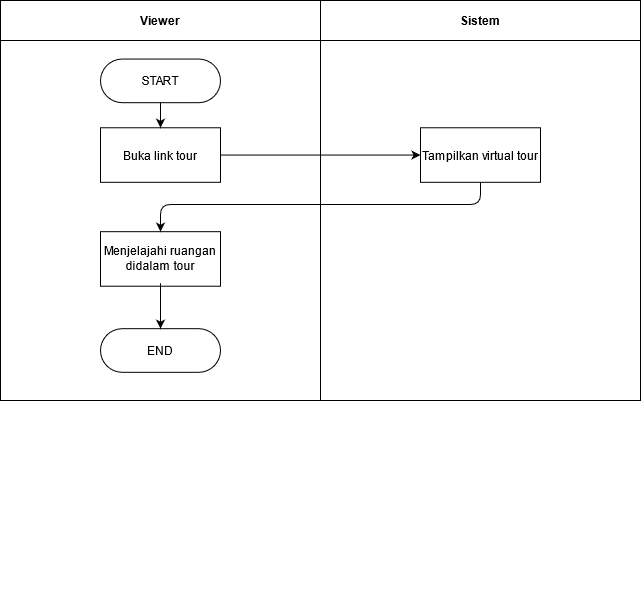 Viewer
Sistem
START
Buka link tour
Tampilkan virtual tour
Menjelajahi ruangan
didalam tour
END